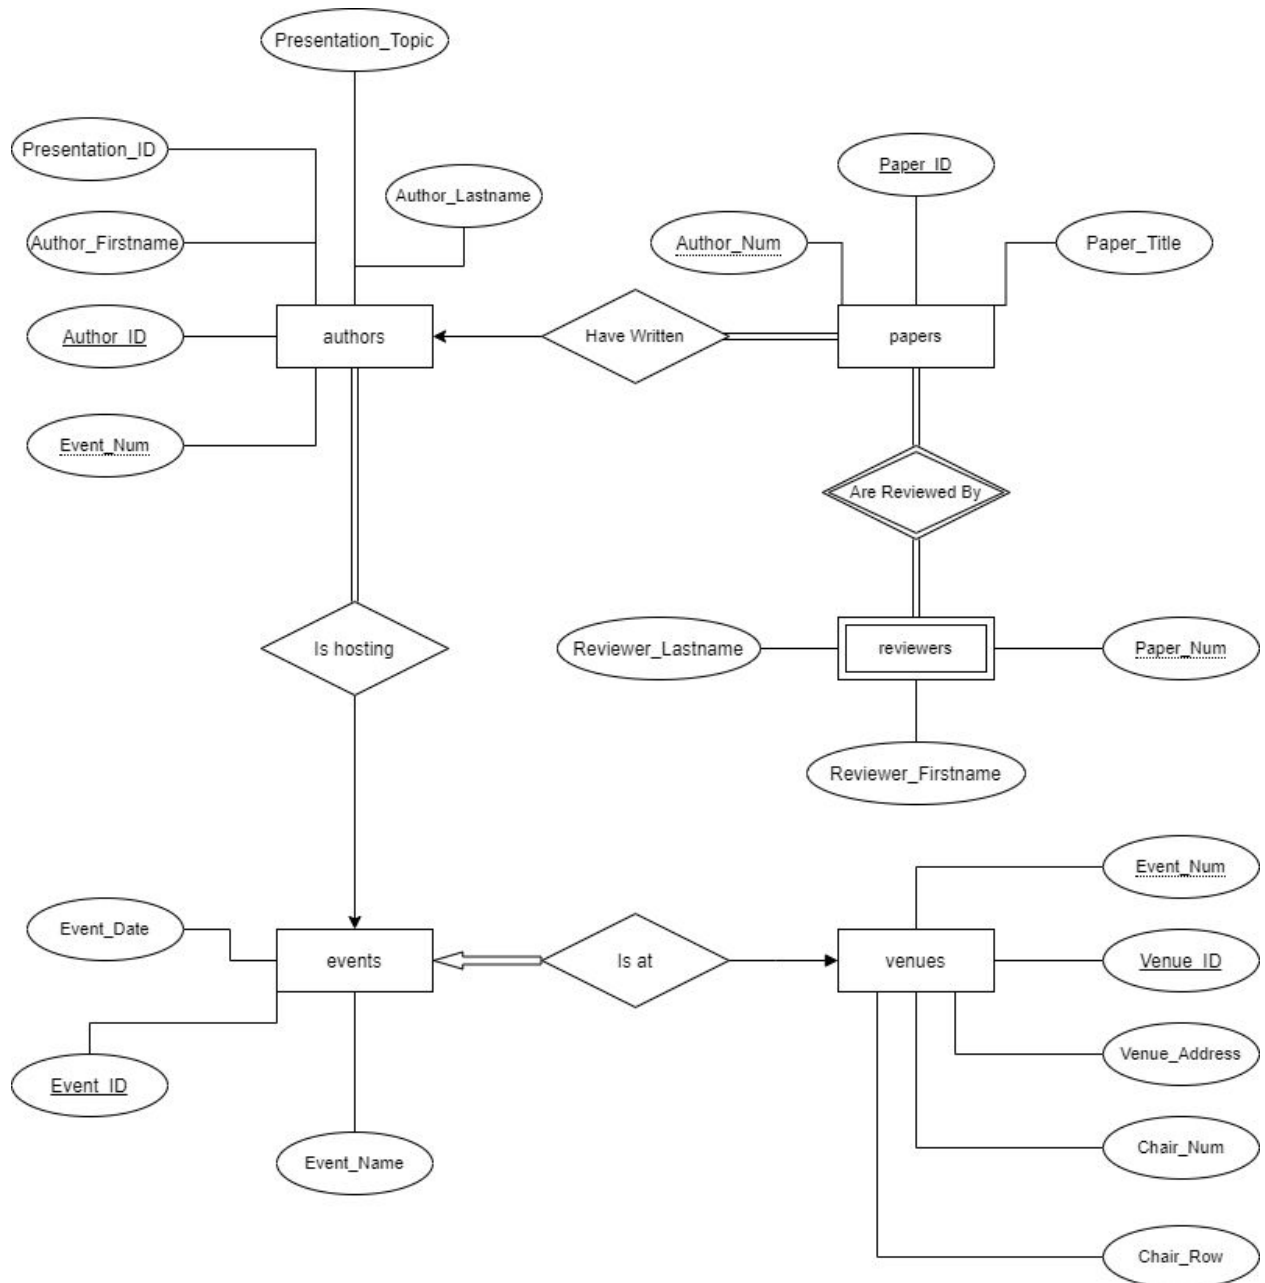 Presentation_Topic
Presentation_ID
Paper_ID
Author_Lastname
Author_Firstname
Author_Num
Paper_Title
Author_ID
authors
Have Written
papers
Event_Num
Are Reviewed By
Is hosting
Reviewer_Lastname
reviewers
Paper_Num
Reviewer_Firstname
Event_Num
Event_Date
events
Is at
venues
Venue_ID
Venue_Address
Event_ID
Chair_Num
Event_Name
Chair_Row